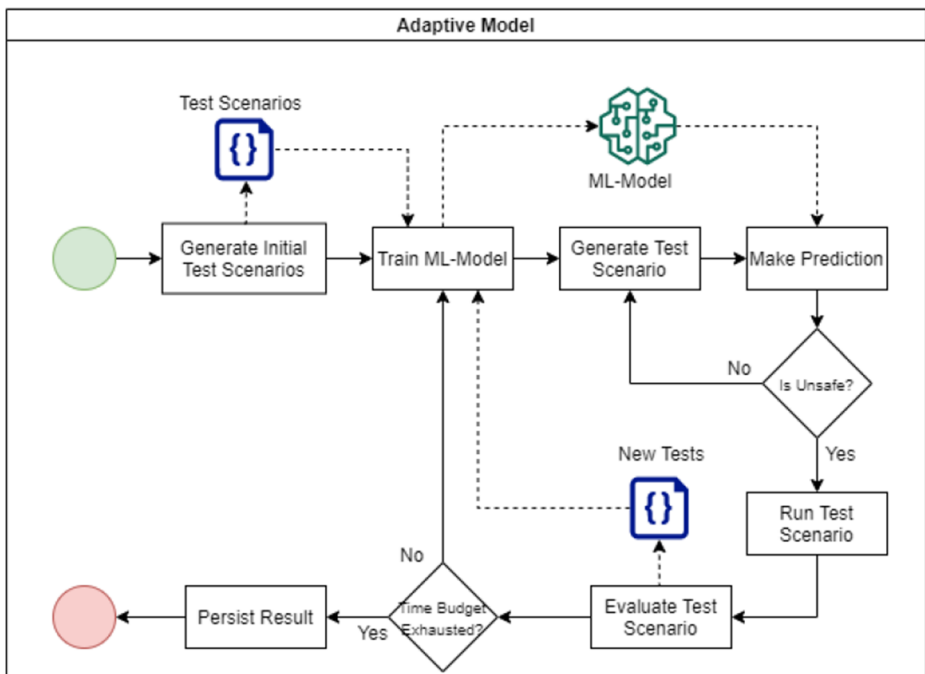 Adaptive Model
Test Scenarios
{}
ML-Model
Generate Initial
Test Scenarios
Train ML-Model
Generate Test
Scenario
Make Prediction
No
Is Unsafe?
Yes
New Tests
{}
Run Test
Scenario
No
Time Budget
Exhausted?
Yes
Persist Result
Evaluate Test
Scenario